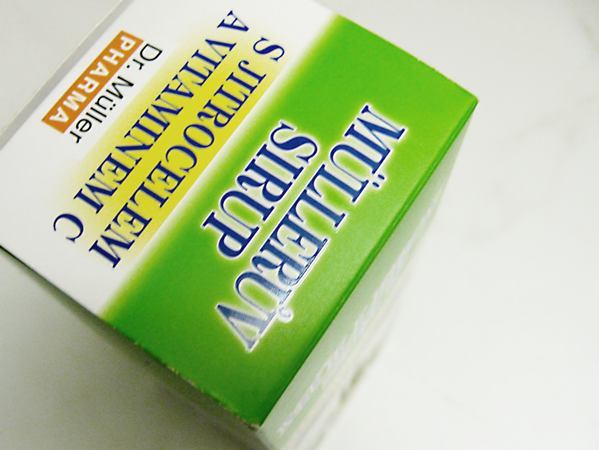 MÜLLERŮV
SIRUP
S JITROCELEM
A VITAMINEM C
Dr. Müller
PHARMA